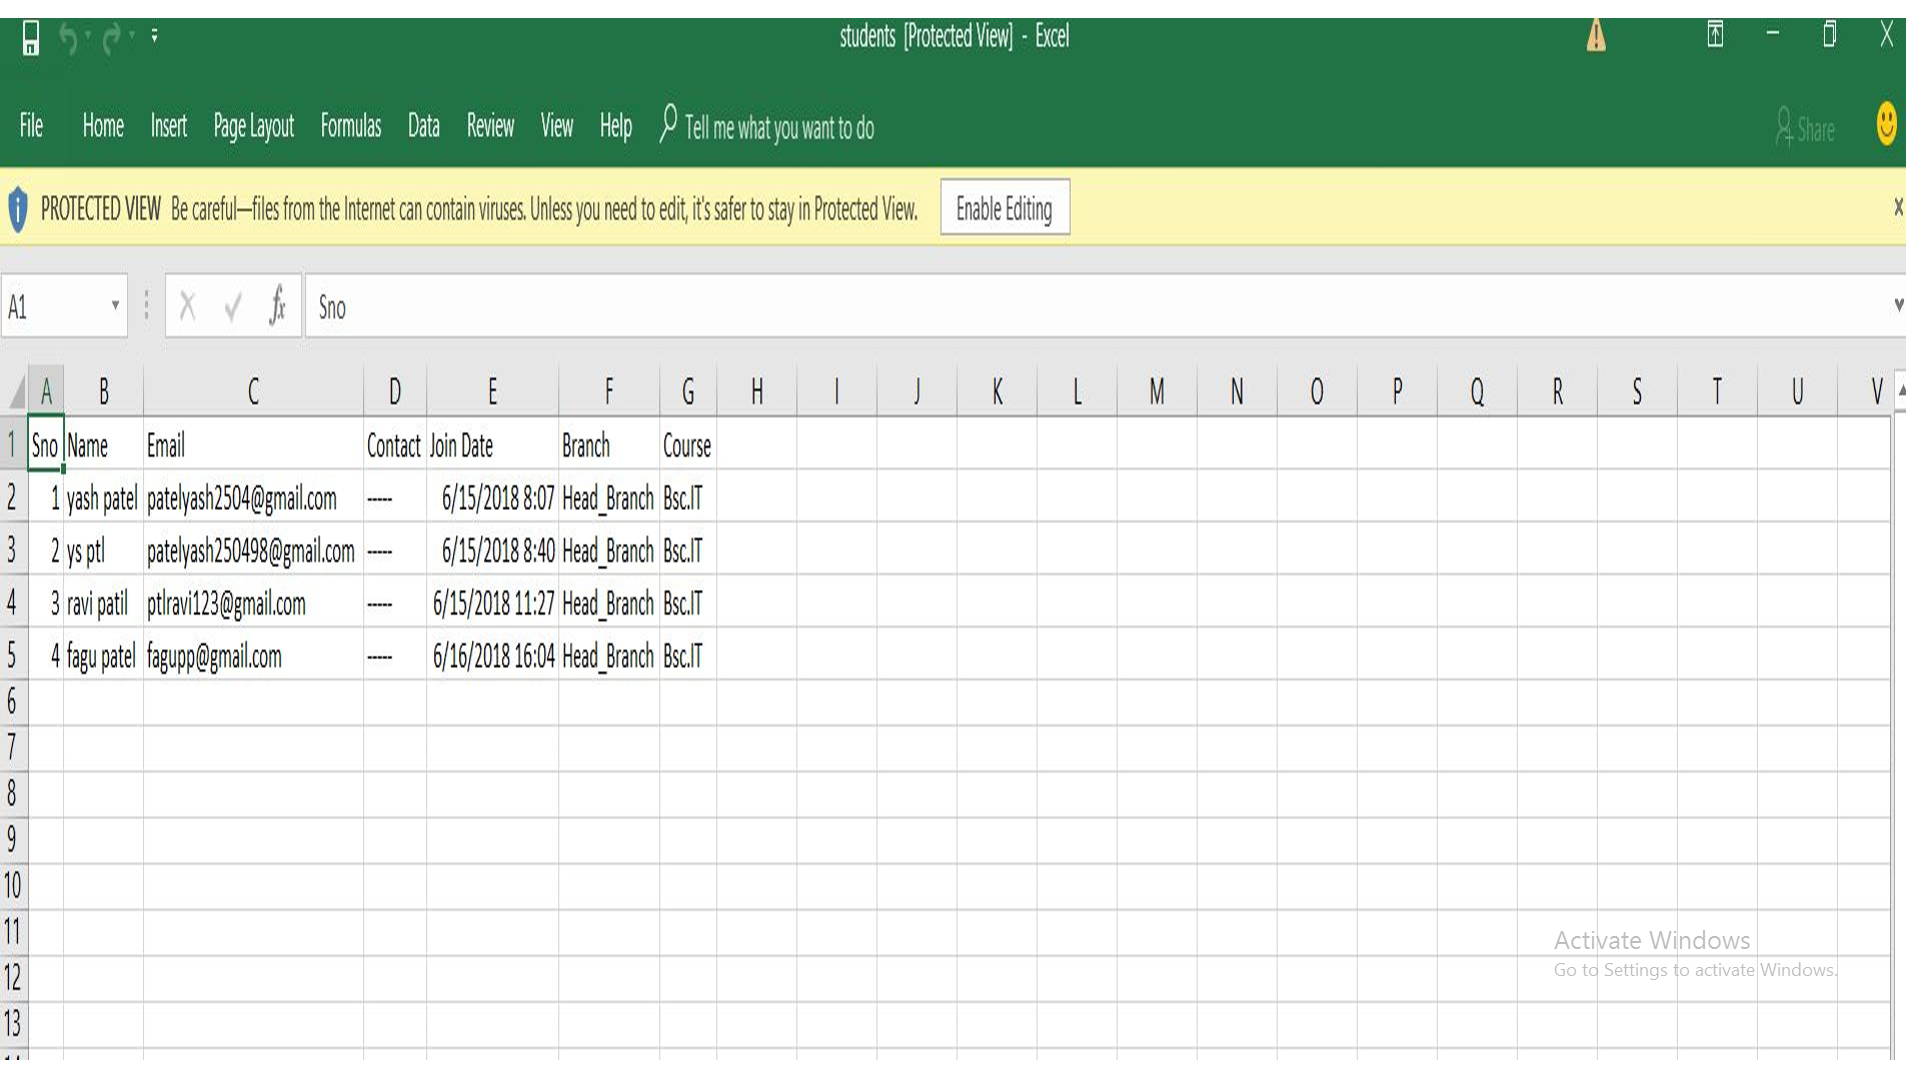 students [Protected View] - Excel
File Home Insert Page Layout Formulas Data Review View Help Tell me what you want to do Share
PROTECTED VIEW Be careful—files from the Internet can contain viruses. Unless you need to edit, it's safer to stay in Protected View. Enable Editing
A1 fx Sno
A B C D E F G H I J K L M N O P Q R S T U V
1 Sno Name Email Contact Join Date Branch Course
2 1 yash patel patelyash2504@gmail.com ----- 6/15/2018 8:07 Head_Branch Bsc.IT
3 2 ys ptl patelyash250498@gmail.com ----- 6/15/2018 8:40 Head_Branch Bsc.IT
4 3 ravi patil ptlravi123@gmail.com ----- 6/15/2018 11:27 Head_Branch Bsc.IT
5 4 fagu patel fagupp@gmail.com ----- 6/16/2018 16:04 Head_Branch Bsc.IT
6
7
8
9
10
11
Activate Windows
Go to Settings to activate Windows.
12
13